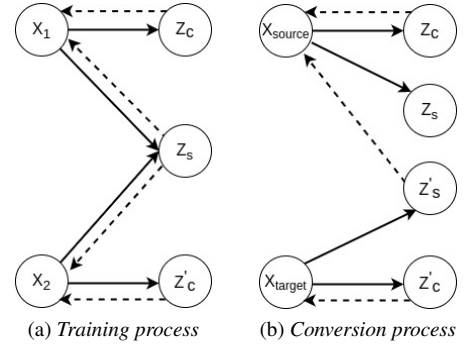 X1 Zc Xsource Zc
Zs
Zs
Z's
X2 Z'c Xtarget Z'c
(a) Training process (b) Conversion process